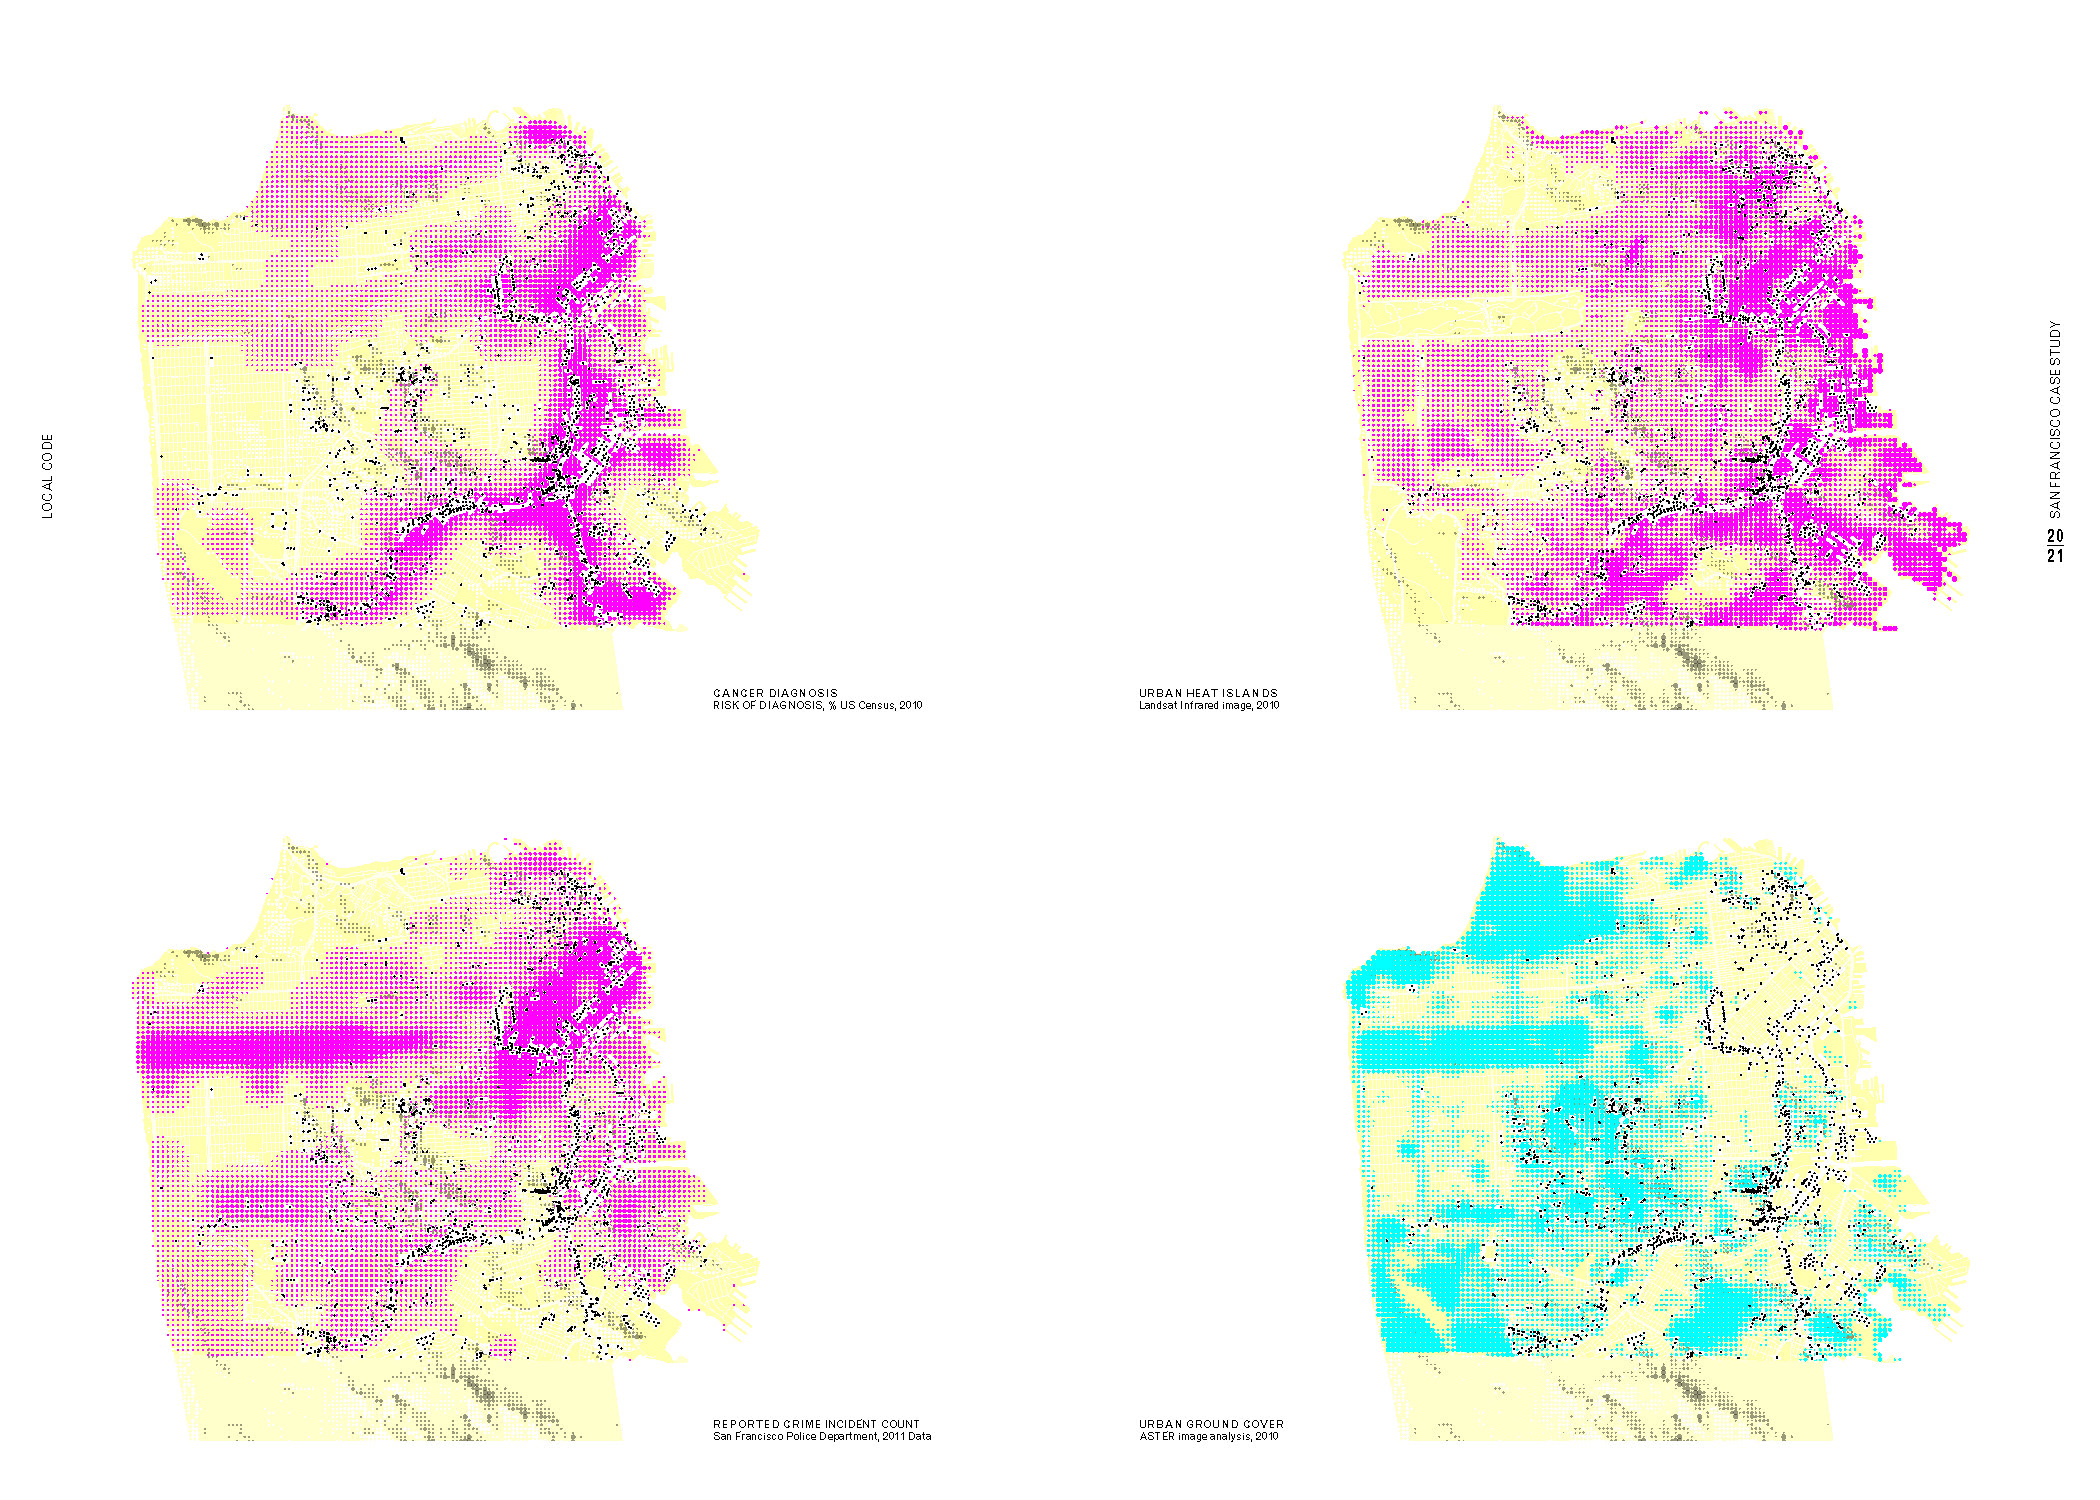 LOCAL CODE
CANCER DIAGNOSIS
RISK OF DIAGNOSIS, % US Census, 2010
URBAN HEAT ISLANDS
Landsat Infrared image, 2010
SAN FRANCISCO CASE STUDY
20
21
REPORTED CRIME INCIDENT COUNT
San Francisco Police Department, 2011 Data
URBAN GROUND COVER
ASTER image analysis, 2010